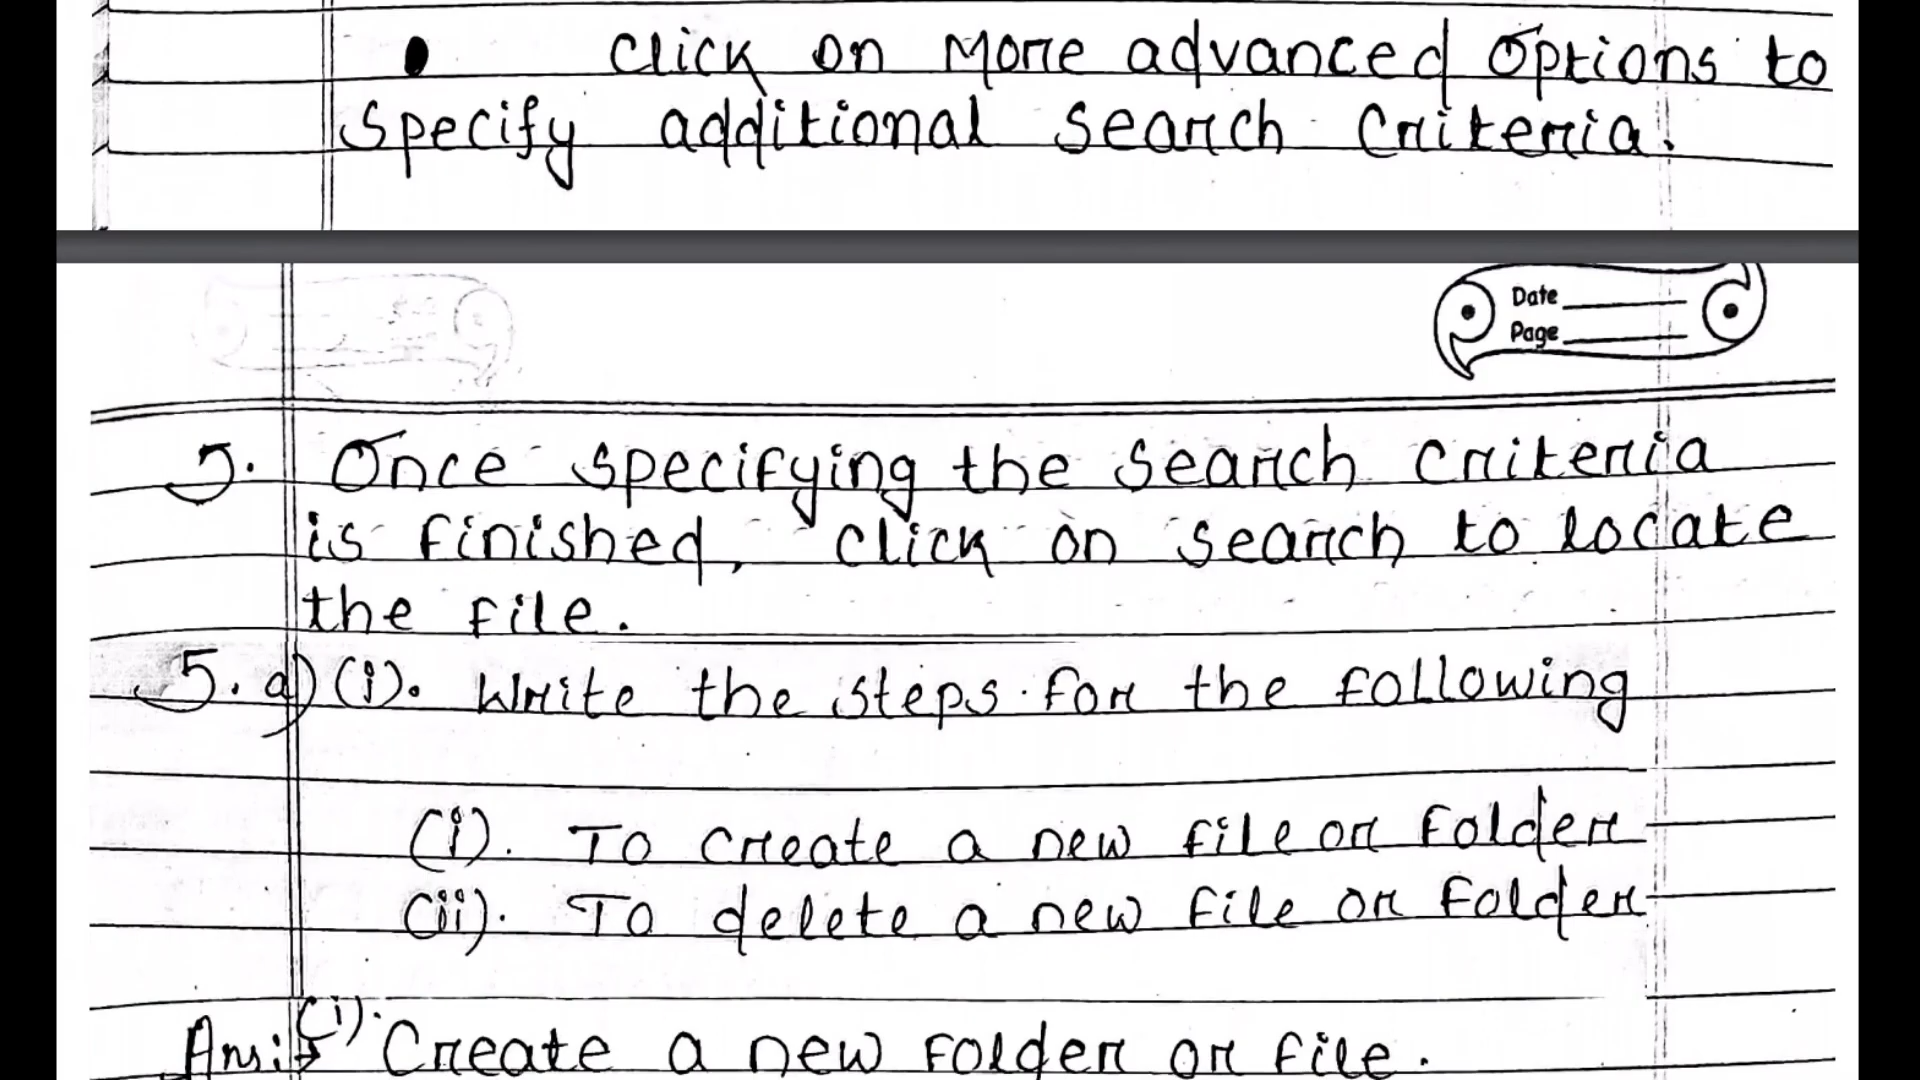 • Click on More advanced Options to
specify additional search Criteria.
Date
Page
5. Once specifying the search criteria
is finished, click on search to locate
the file.
5. a) (i). Write the steps for the following
(i). To create a new file or folder
(ii). To delete a new file or folder
Ans:→ (i). Create a new folder or file.